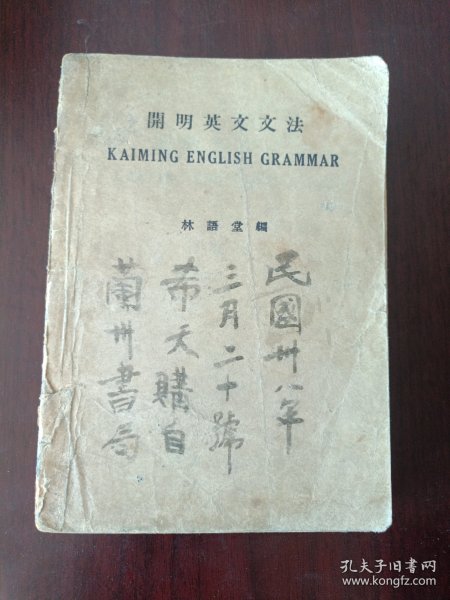 開明英文文法
KAIMING ENGLISH GRAMMAR
林語堂編
民國卅八年
三月二十號
希天購自
蘭州書局
孔夫子旧书网
www.kongfz.com